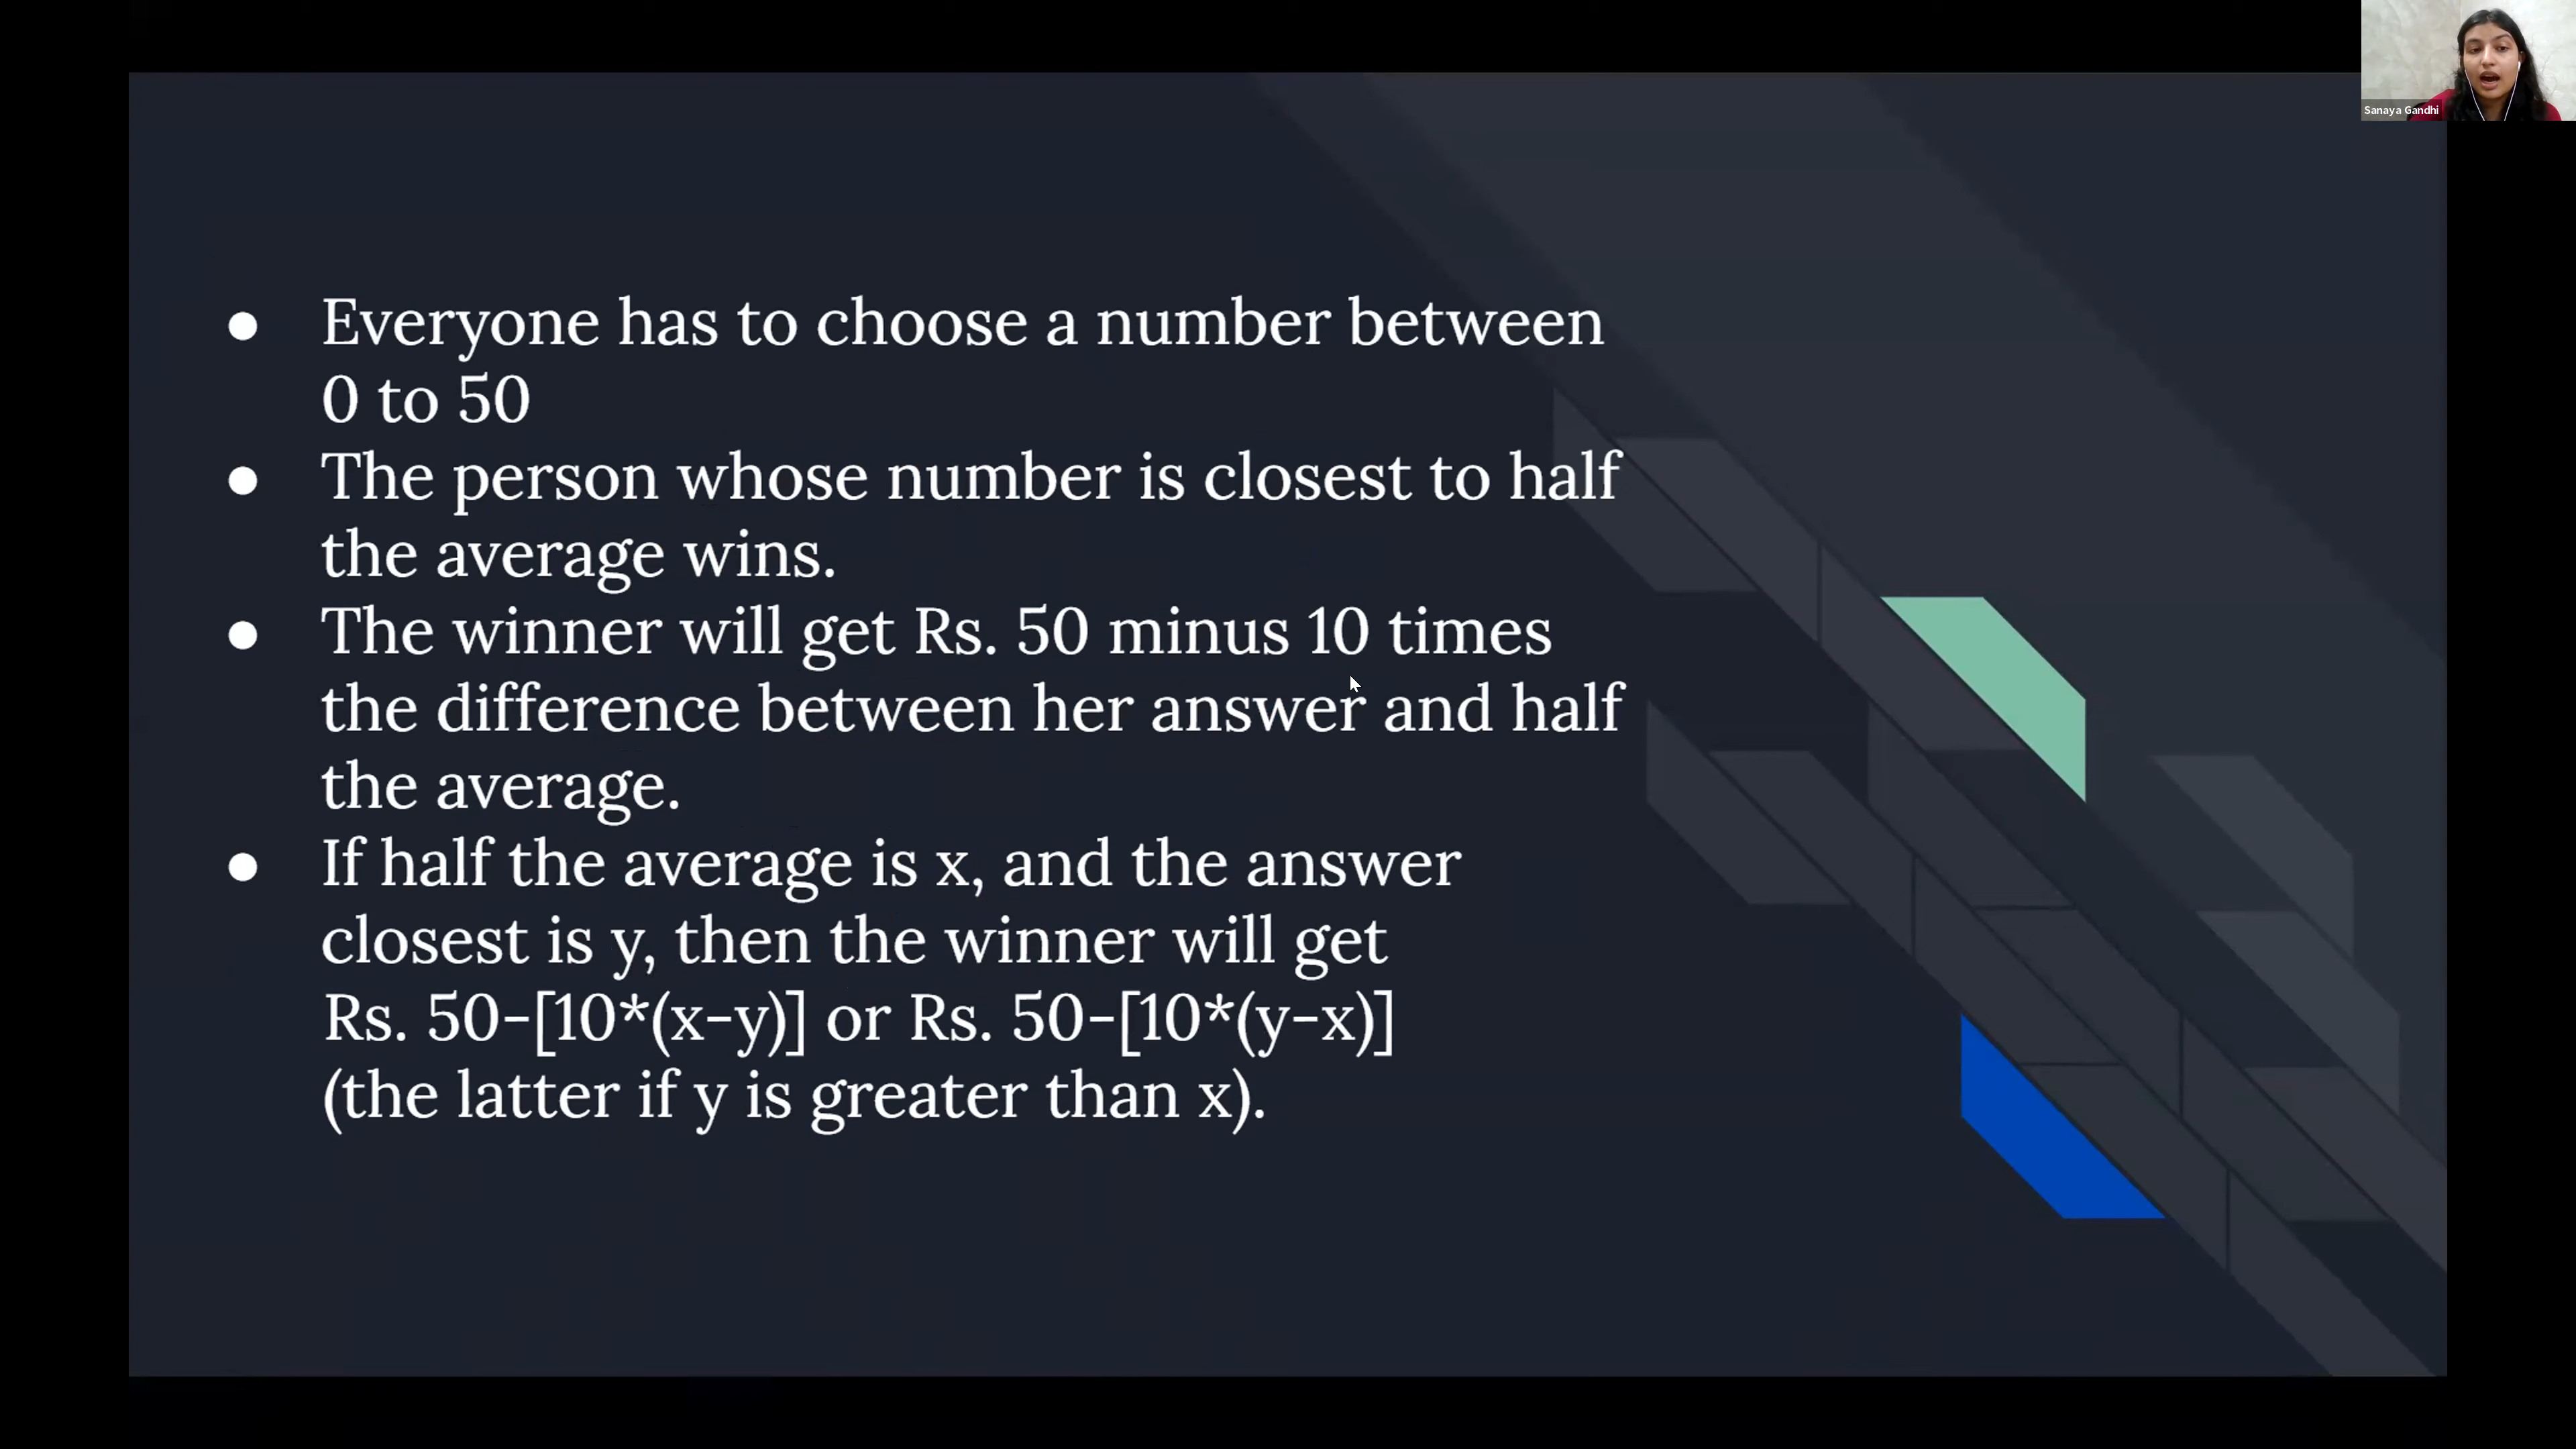 Sanaya Gandhi
● Everyone has to choose a number between
0 to 50
● The person whose number is closest to half
the average wins.
● The winner will get Rs. 50 minus 10 times
the difference between her answer and half
the average.
● If half the average is x, and the answer
closest is y, then the winner will get
Rs. 50-[10*(x-y)] or Rs. 50-[10*(y-x)]
(the latter if y is greater than x).